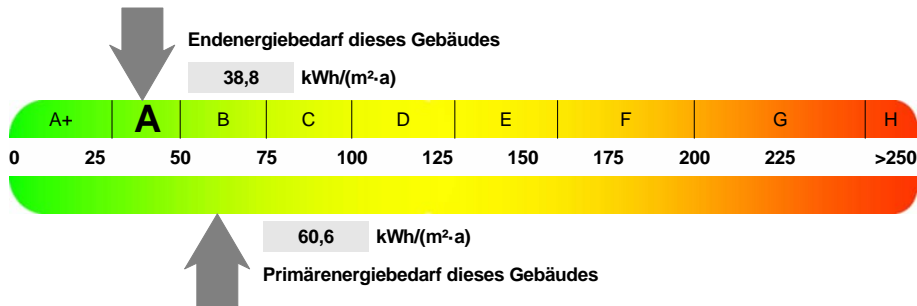 Endenergiebedarf dieses Gebäudes
38,8 kWh/(m²·a)
A+ A B C D E F G H
0 25 50 75 100 125 150 175 200 225 >250
60,6 kWh/(m²·a)
Primärenergiebedarf dieses Gebäudes